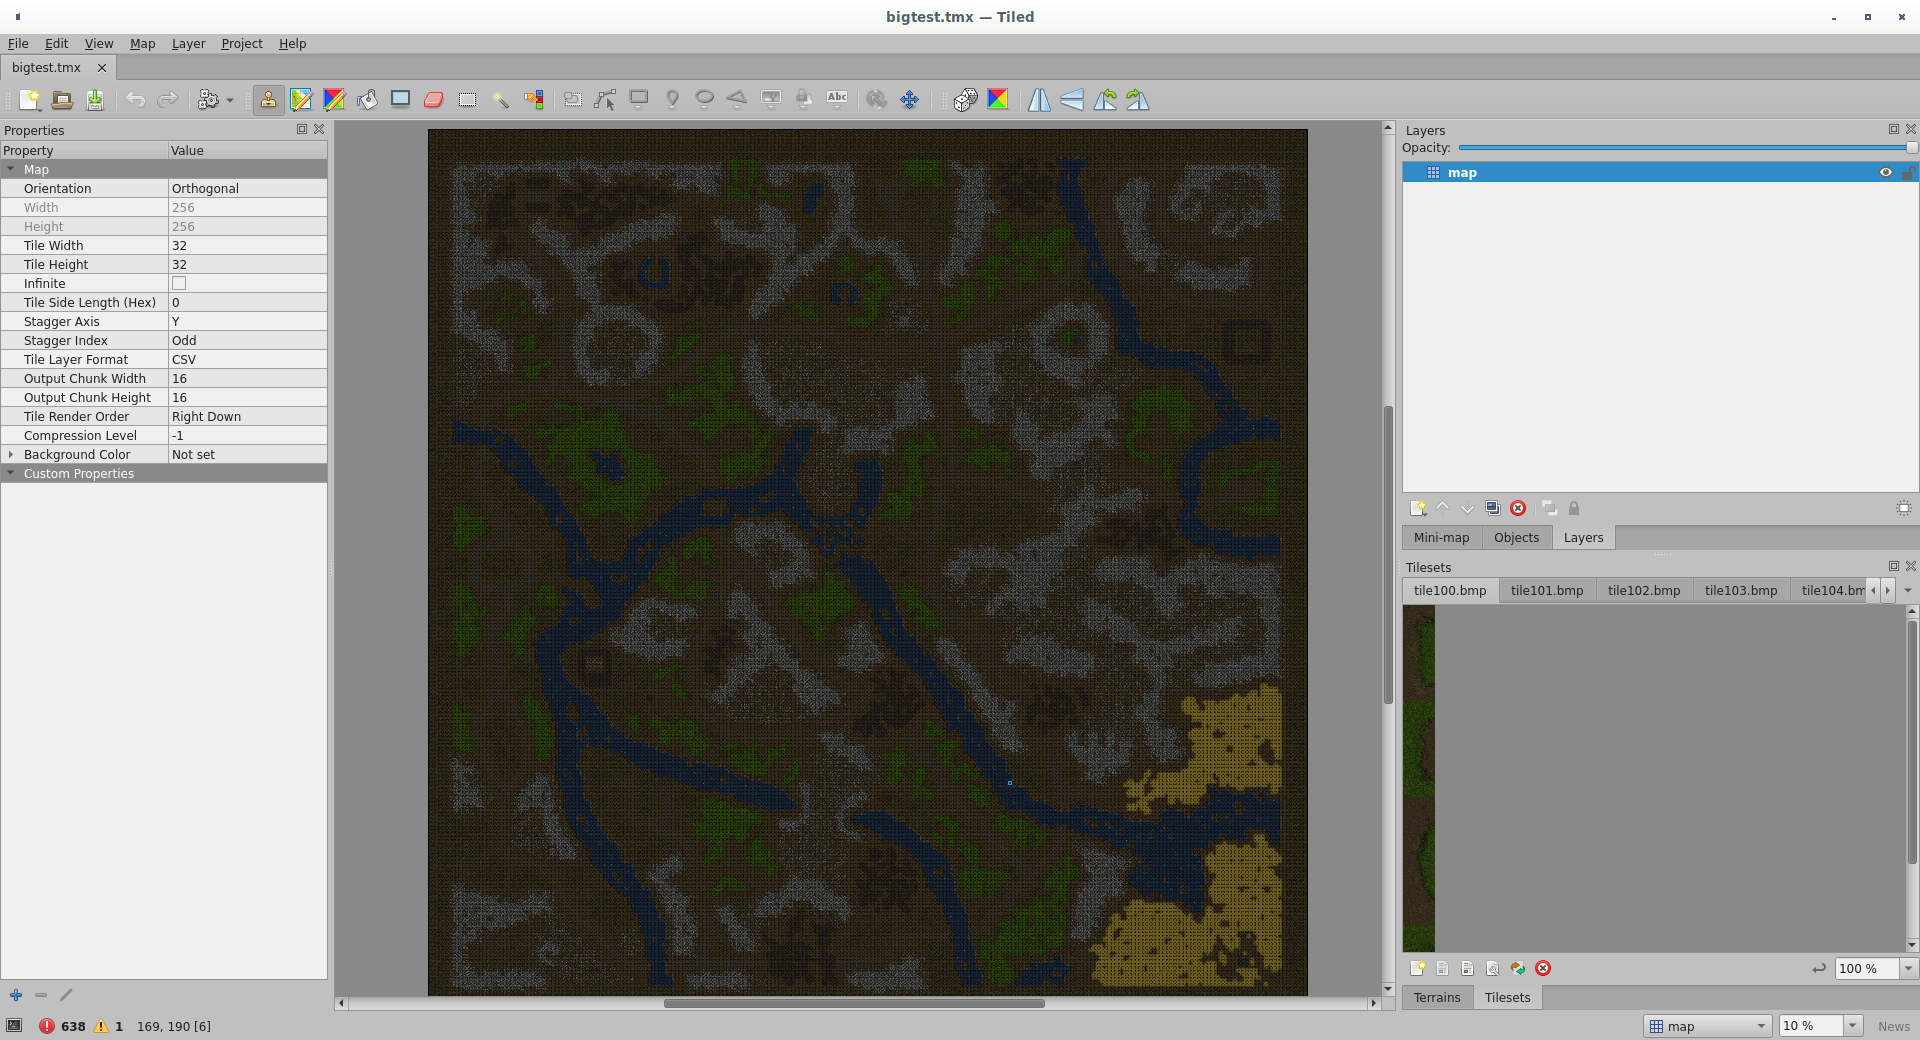 bigtest.tmx — Tiled
File Edit View Map Layer Project Help
bigtest.tmx
Abc
Properties
Property Value
Map
Orientation Orthogonal
Width 256
Height 256
Tile Width 32
Tile Height 32
Infinite
Tile Side Length (Hex) 0
Stagger Axis Y
Stagger Index Odd
Tile Layer Format CSV
Output Chunk Width 16
Output Chunk Height 16
Tile Render Order Right Down
Compression Level -1
Background Color Not set
Custom Properties
Layers
Opacity:
map
Mini-map Objects Layers
Tilesets
tile100.bmp tile101.bmp tile102.bmp tile103.bmp tile104.bm
100 %
Terrains Tilesets
638 1 169, 190 [6]
map 10 % News